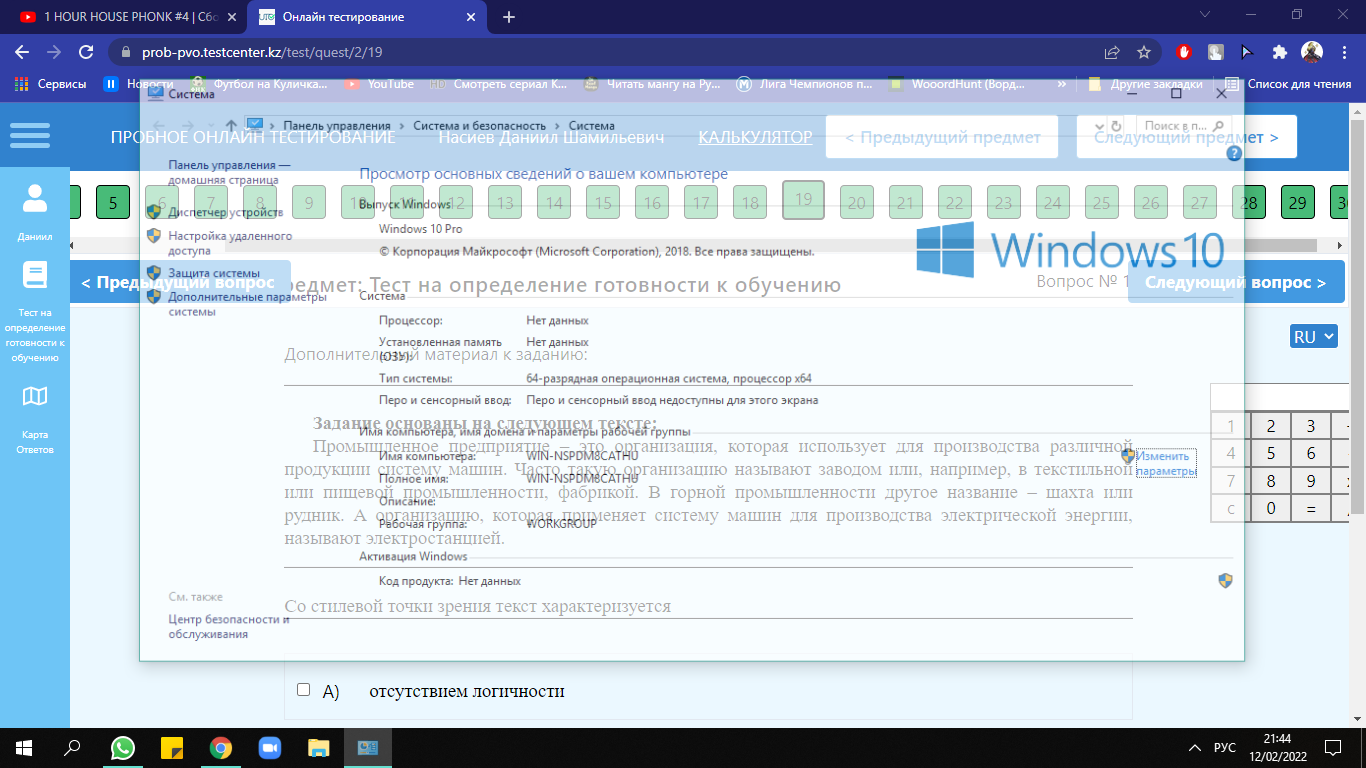 1 HOUR HOUSE PHONK #4 | Сбо
Онлайн тестирование
prob-pvo.testcenter.kz/test/quest/2/19
Сервисы
Новости
Футбол на Куличка...
YouTube
Смотреть сериал К...
Читать мангу на Ру...
Лига Чемпионов п...
WooordHunt (Ворд...
»
Другие закладки
Список для чтения
Система
Панель управления > Система и безопасность > Система
Поиск в п...
ПРОБНОЕ ОНЛАЙН ТЕСТИРОВАНИЕ
Насиев Даниил Шамильевич
КАЛЬКУЛЯТОР
< Предыдущий предмет
Следующий предмет >
Панель управления —
домашняя страница
Просмотр основных сведений о вашем компьютере
5 6 7 8 9 10 11 12 13 14 15 16 17 18 19 20 21 22 23 24 25 26 27 28 29 30
Выпуск Windows
Диспетчер устройств
Windows 10 Pro
Даниил
Настройка удаленного
доступа
© Корпорация Майкрософт (Microsoft Corporation), 2018. Все права защищены.
Windows 10
Защита системы
< Предыдущий вопрос
редмет: Тест на определение готовности к обучению
Вопрос № 1
Следующий вопрос >
Дополнительные параметры
системы
Система
Тест на
определение
готовности к
обучению
Процессор:
Нет данных
RU
Установленная память
(ОЗУ):
Нет данных
Дополнительный материал к заданию:
Тип системы:
64-разрядная операционная система, процессор x64
Перо и сенсорный ввод:
Перо и сенсорный ввод недоступны для этого экрана
Карта
Ответов
Задание основаны на следующем тексте:
Имя компьютера, имя домена и параметры рабочей группы
Промышленное предприятие – это организация, которая использует для производства различной
продукции систему машин. Часто такую организацию называют заводом или, например, в текстильной
или пищевой промышленности, фабрикой. В горной промышленности другое название – шахта или
рудник. А организацию, которая применяет систему машин для производства электрической энергии,
называют электростанцией.
Имя компьютера:
WIN-NSPDM8CATHU
Изменить
параметры
Полное имя:
WIN-NSPDM8CATHU
Описание:
Рабочая группа:
WORKGROUP
1 2 3
4 5 6
7 8 9
c 0 =
Активация Windows
Код продукта: Нет данных
См. также
Центр безопасности и
обслуживания
Со стилевой точки зрения текст характеризуется
A) отсутствием логичности
РУС
21:44
12/02/2022